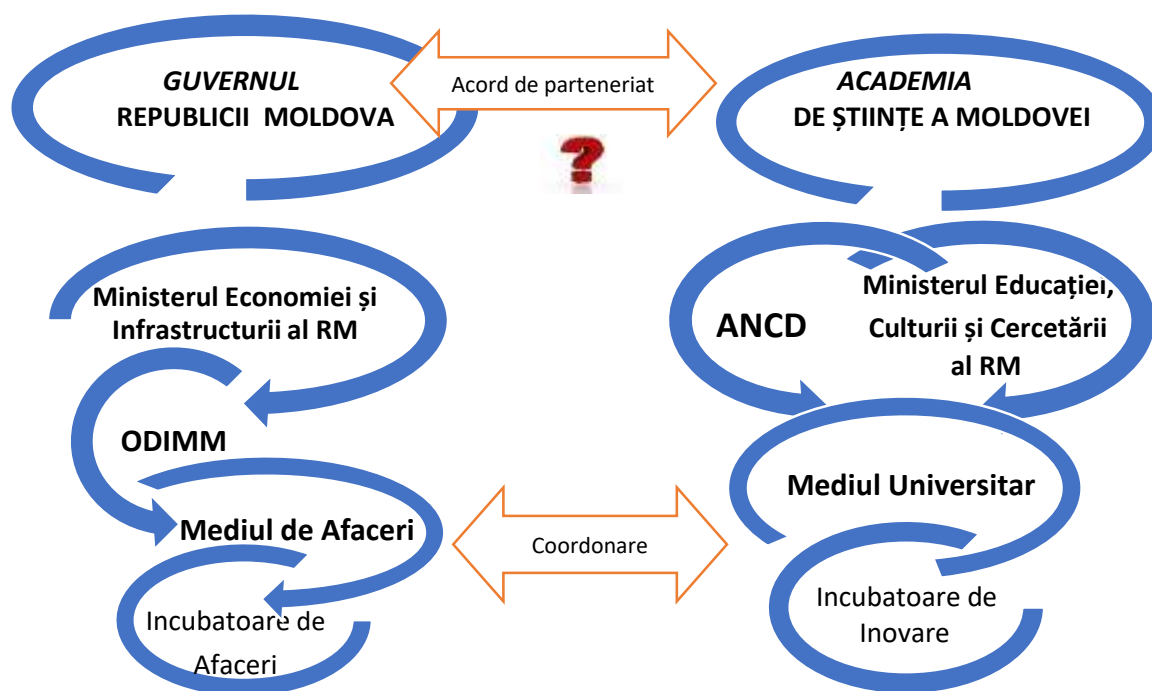 GUVERNUL
REPUBLICII MOLDOVA
Acord de parteneriat
ACADEMIA
DE ȘTIINȚE A MOLDOVEI
?
Ministerul Economiei și
Infrastructurii al RM
ANCD
Ministerul Educației,
Culturii și Cercetării
al RM
ODIMM
Mediul de Afaceri
Coordonare
Mediul Universitar
Incubatoare de
Afaceri
Incubatoare de
Inovare